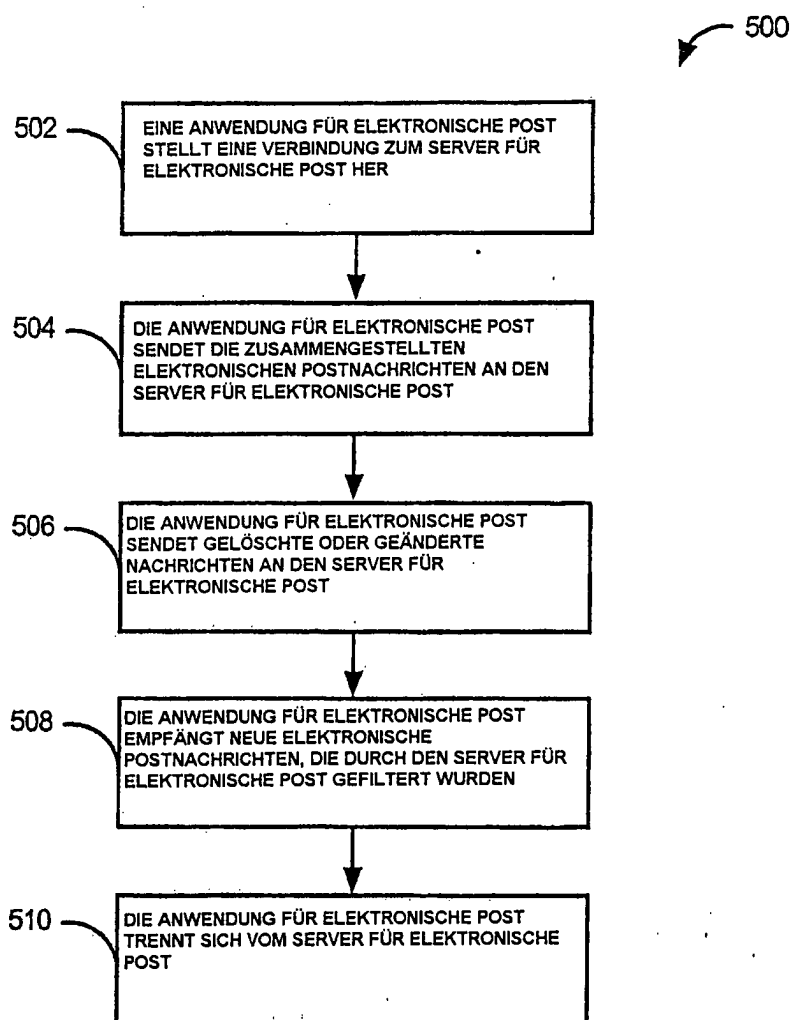 500
502
EINE ANWENDUNG FÜR ELEKTRONISCHE POST
STELLT EINE VERBINDUNG ZUM SERVER FÜR
ELEKTRONISCHE POST HER
504
DIE ANWENDUNG FÜR ELEKTRONISCHE POST
SENDET DIE ZUSAMMENGESTELLTEN
ELEKTRONISCHEN POSTNACHRICHTEN AN DEN
SERVER FÜR ELEKTRONISCHE POST
506
DIE ANWENDUNG FÜR ELEKTRONISCHE POST
SENDET GELÖSCHTE ODER GEÄNDERTE
NACHRICHTEN AN DEN SERVER FÜR
ELEKTRONISCHE POST
508
DIE ANWENDUNG FÜR ELEKTRONISCHE POST
EMPFÄNGT NEUE ELEKTRONISCHE
POSTNACHRICHTEN, DIE DURCH DEN SERVER FÜR
ELEKTRONISCHE POST GEFILTERT WURDEN
510
DIE ANWENDUNG FÜR ELEKTRONISCHE POST
TRENNT SICH VOM SERVER FÜR ELEKTRONISCHE
POST